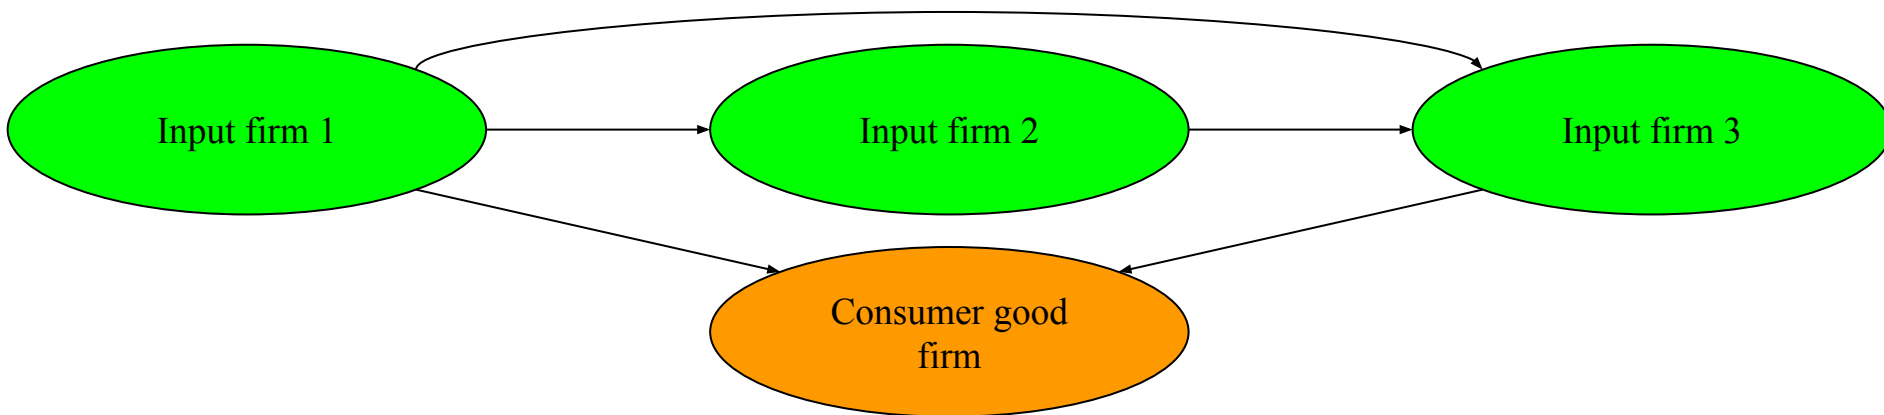 Input firm 1
Input firm 2
Input firm 3
Consumer good
firm